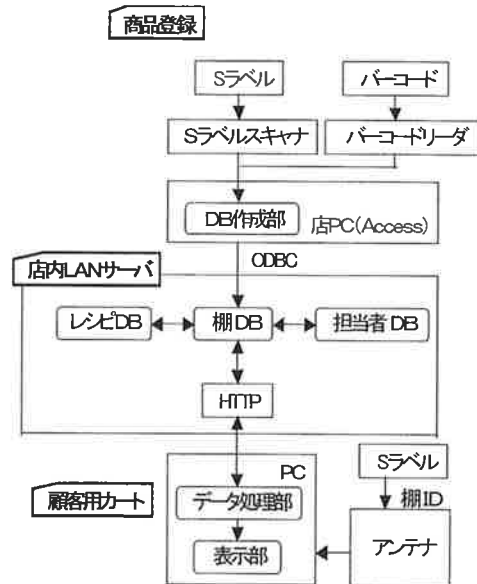 商品登録
Sラベル
バーコード
Sラベルスキャナ
バーコードリーダ
DB作成部
店PC(Access)
ODBC
店内LANサーバ
レシピDB
棚DB
担当者DB
HTTP
PC
Sラベル
顧客用カート
データ処理部
棚ID
表示部
アンテナ